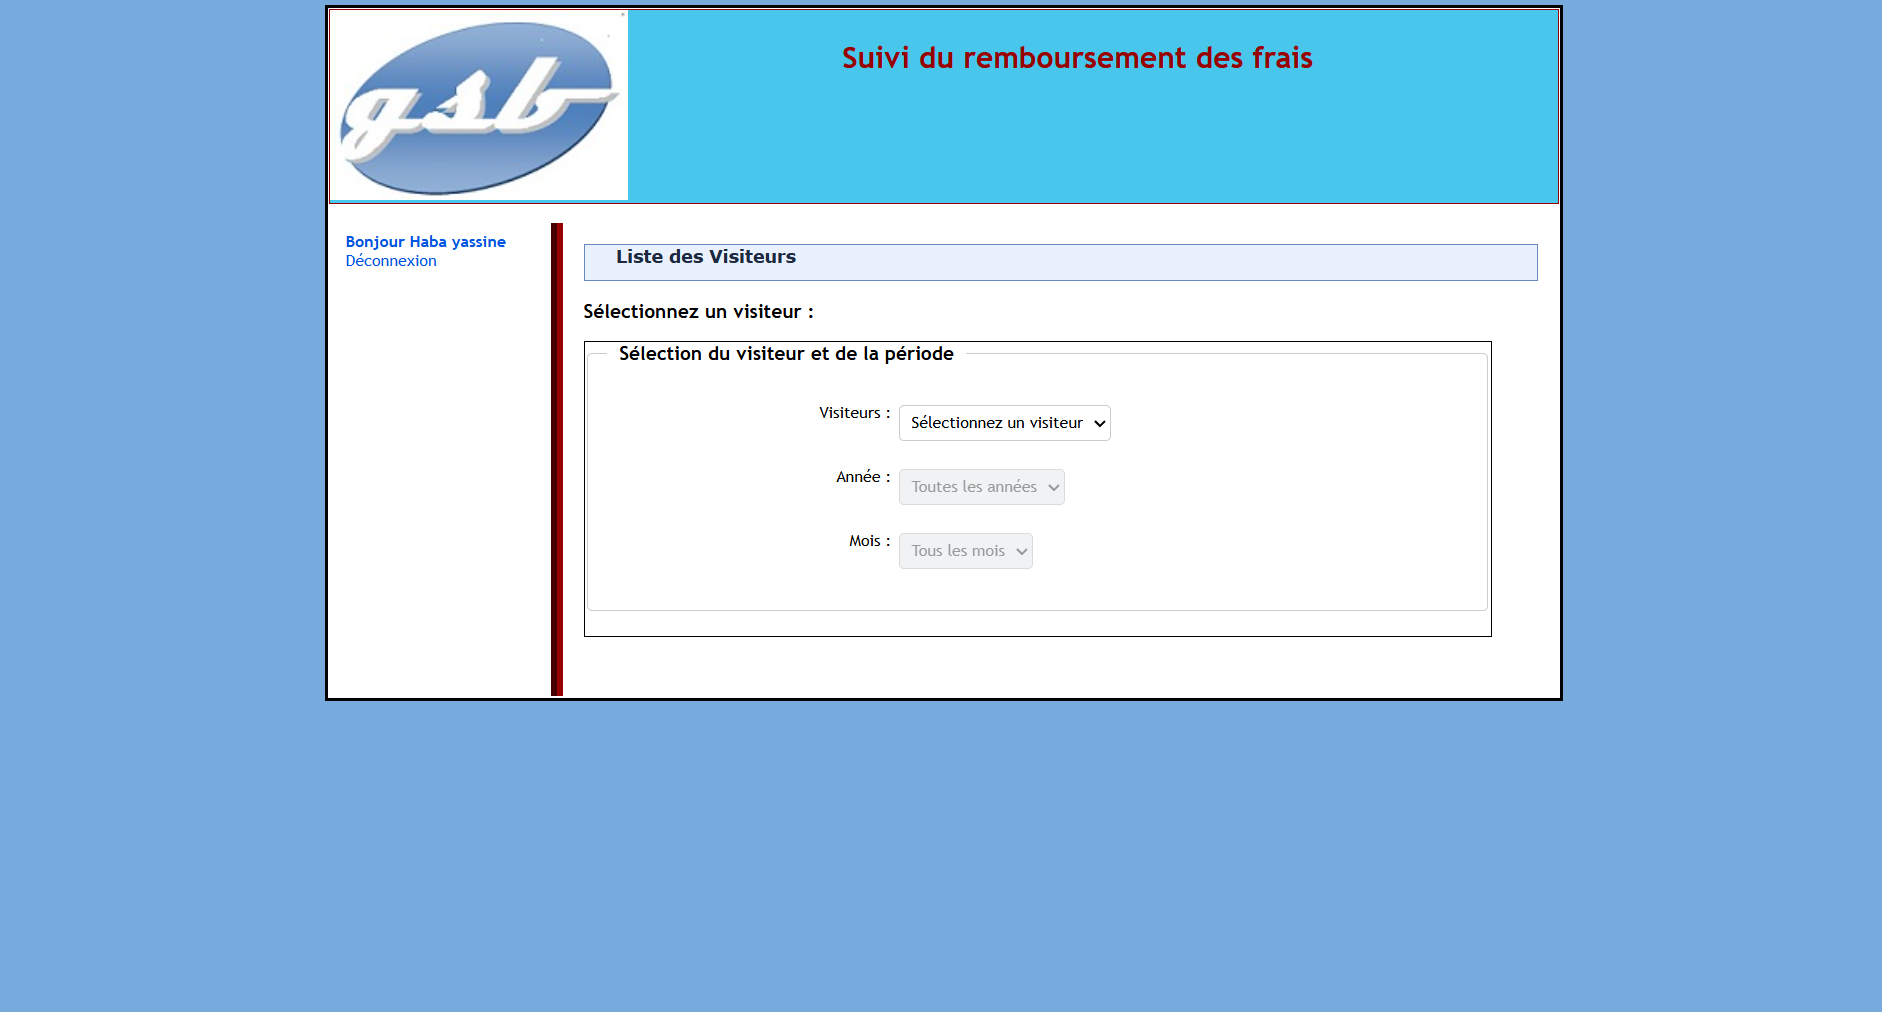 gsb
Suivi du remboursement des frais
Bonjour Haba yassine
Déconnexion
Liste des Visiteurs
Sélectionnez un visiteur :
Sélection du visiteur et de la période
Visiteurs : Sélectionnez un visiteur
Année : Toutes les années
Mois : Tous les mois